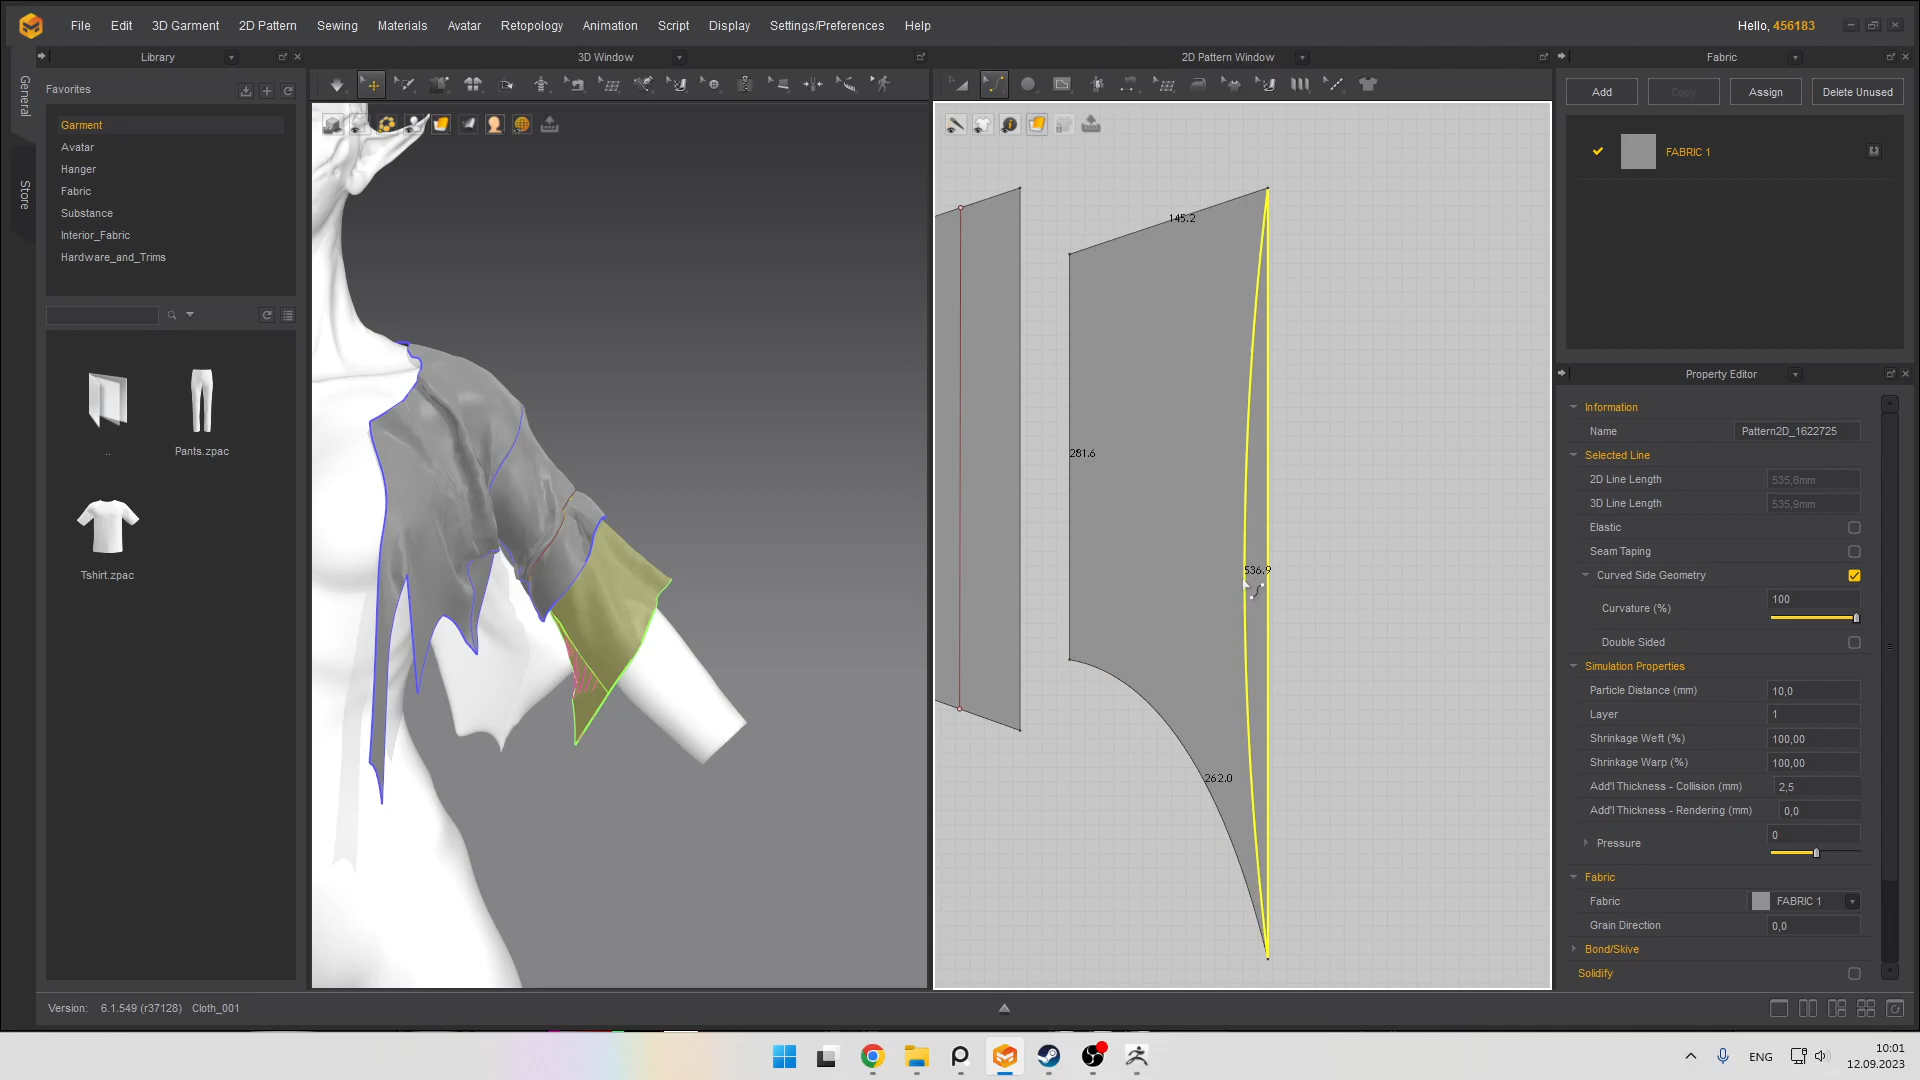 File Edit 3D Garment 2D Pattern Sewing Materials Avatar Retopology Animation Script Display Settings/Preferences Help
Hello, 456183
Library
3D Window
2D Pattern Window
Fabric
General
Store
Favorites
Garment
Avatar
Hanger
Fabric
Substance
Interior_Fabric
Hardware_and_Trims
..
Pants.zpac
Tshirt.zpac
145.2
281.6
536.9
262.0
Add Copy Assign Delete Unused
FABRIC 1
Property Editor
Information
Name Pattern2D_1622725
Selected Line
2D Line Length 535,6mm
3D Line Length 535,9mm
Elastic
Seam Taping
Curved Side Geometry
Curvature (%) 100
Double Sided
Simulation Properties
Particle Distance (mm) 10,0
Layer 1
Shrinkage Weft (%) 100,00
Shrinkage Warp (%) 100,00
Add'l Thickness - Collision (mm) 2,5
Add'l Thickness - Rendering (mm) 0,0
Pressure 0
Fabric
Fabric FABRIC 1
Grain Direction 0,0
Bond/Skive
Solidify
Version: 6.1.549 (r37128) Cloth_001
ENG
10:01
12.09.2023